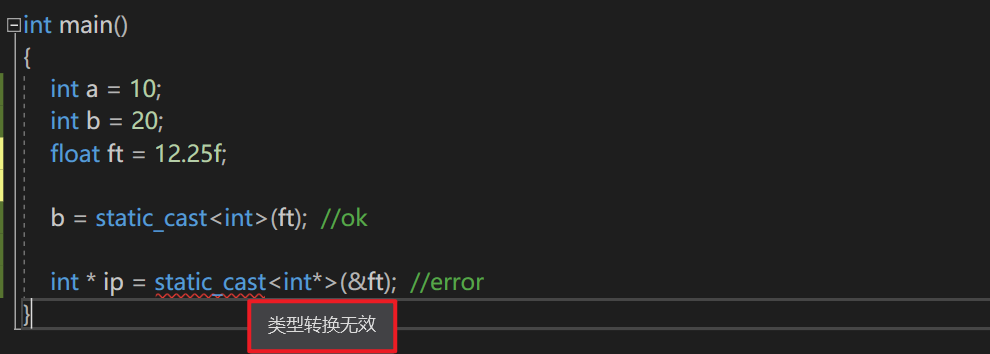 int main()
{
int a = 10;
int b = 20;
float ft = 12.25f;
b = static_cast<int>(ft); //ok
int * ip = static_cast<int*>(&ft); //error
}
类型转换无效